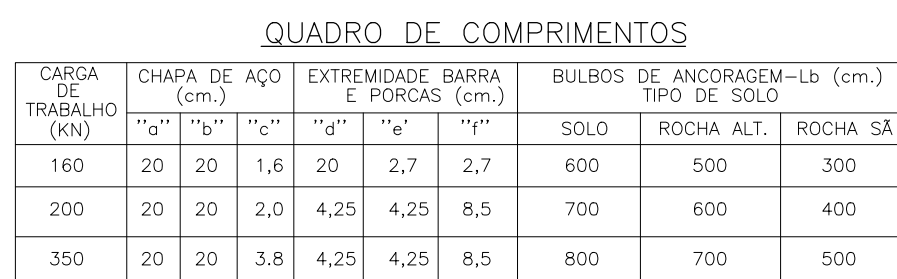 QUADRO DE COMPRIMENTOS
CARGA DE TRABALHO (KN) CHAPA DE AÇO (cm.) EXTREMIDADE BARRA E PORCAS (cm.) BULBOS DE ANCORAGEM-Lb (cm.) TIPO DE SOLO
''a'' ''b'' ''c'' ''d'' ''e' ''f'' SOLO ROCHA ALT. ROCHA SÃ
160 20 20 1,6 20 2,7 2,7 600 500 300
200 20 20 2,0 4,25 4,25 8,5 700 600 400
350 20 20 3.8 4,25 4,25 8,5 800 700 500